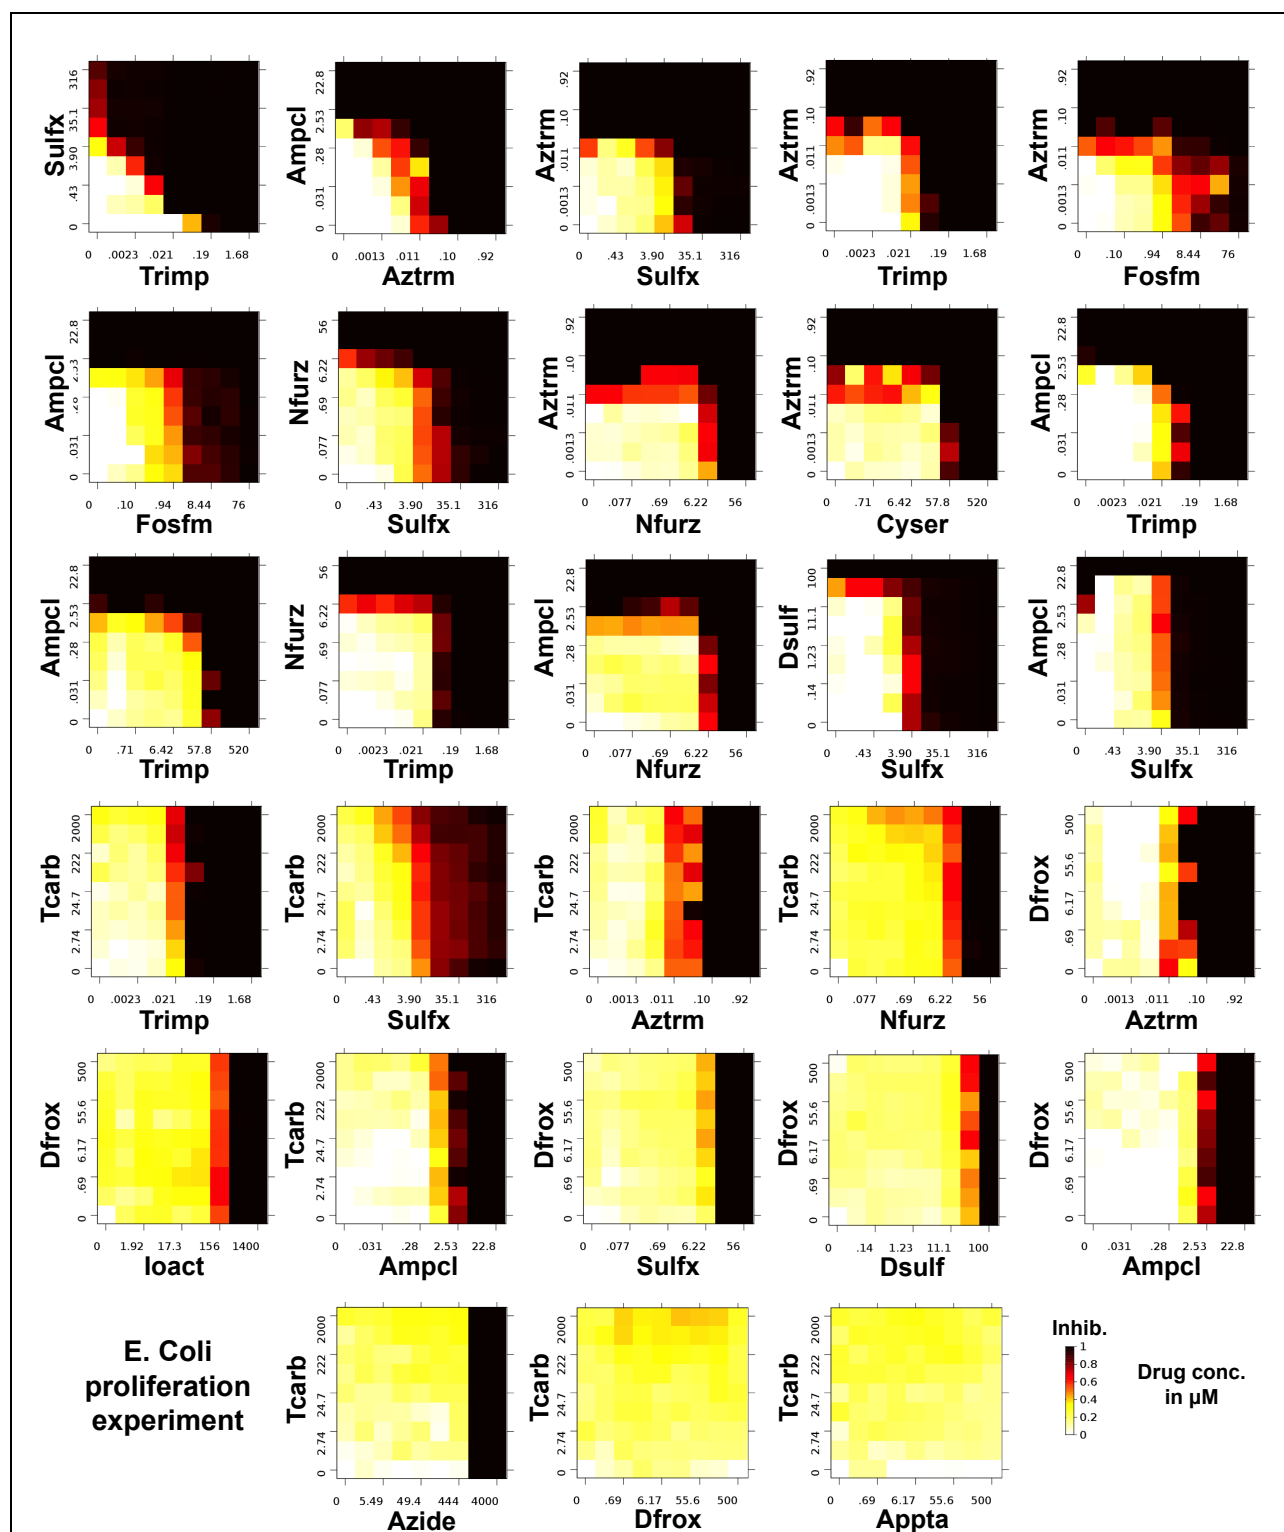 Sulfx
0 .43 3.90 35.1 316
0 .0023 .021 .19 1.68
Trimp
Ampcl
0 .031 .28 2.53 22.8
0 .0013 .011 .10 .92
Aztrm
Aztrm
0 .0013 .011 .10 .92
0 .43 3.90 35.1 316
Sulfx
Aztrm
0 .0013 .011 .10 .92
0 .0023 .021 .19 1.68
Trimp
Aztrm
0 .0013 .011 .10 .92
0 .10 .94 8.44 76
Fosfm
Ampcl
0 .031 22.8
0 .10 .94 8.44 76
Fosfm
Nfurz
0 .077 .69 6.22 56
0 .43 3.90 35.1 316
Sulfx
Aztrm
0 .0013 .011 .10 .92
0 .077 .69 6.22 56
Nfurz
Aztrm
0 .0013 .011 .10 .92
0 .71 6.42 57.8 520
Cyser
Ampcl
0 .031 .28 2.53 22.8
0 .0023 .021 .19 1.68
Trimp
Ampcl
0 .031 .28 2.53 22.8
0 .71 6.42 57.8 520
Trimp
Nfurz
0 .077 .69 6.22 56
0 .0023 .021 .19 1.68
Trimp
Ampcl
0 .031 .28 2.53 22.8
0 .077 .69 6.22 56
Nfurz
Dsulf
0 .14 1.23 11.1 100
0 .43 3.90 35.1 316
Sulfx
Ampcl
0 .031 .28 2.53 22.8
0 .43 3.90 35.1 316
Sulfx
Tcarb
0 2.74 24.7 222 2000
0 .0023 .021 .19 1.68
Trimp
Tcarb
0 2.74 24.7 222 2000
0 .43 3.90 35.1 316
Sulfx
Tcarb
0 2.74 24.7 222 2000
0 .0013 .011 .10 .92
Aztrm
Tcarb
0 2.74 24.7 222 2000
0 .077 .69 6.22 56
Nfurz
Dfrox
0 .69 6.17 55.6 500
0 .0013 .011 .10 .92
Aztrm
Dfrox
0 .69 6.17 55.6 500
0 1.92 17.3 156 1400
Ioact
Tcarb
0 2.74 24.7 222 2000
0 .031 .28 2.53 22.8
Ampcl
Dfrox
0 .69 6.17 55.6 500
0 .077 .69 6.22 56
Sulfx
Dfrox
0 .69 6.17 55.6 500
0 .14 1.23 11.1 100
Dsulf
Dfrox
0 .69 6.17 55.6 500
0 .031 .28 2.53 22.8
Ampcl
E. Coli
proliferation
experiment
Tcarb
0 2.74 24.7 222 2000
0 5.49 49.4 444 4000
Azide
Tcarb
0 2.74 24.7 222 2000
0 .69 6.17 55.6 500
Dfrox
Tcarb
0 2.74 24.7 222 2000
0 .69 6.17 55.6 500
Appta
Inhib.
1
0.8
0.6
0.4
0.2
0
Drug conc.
in µM